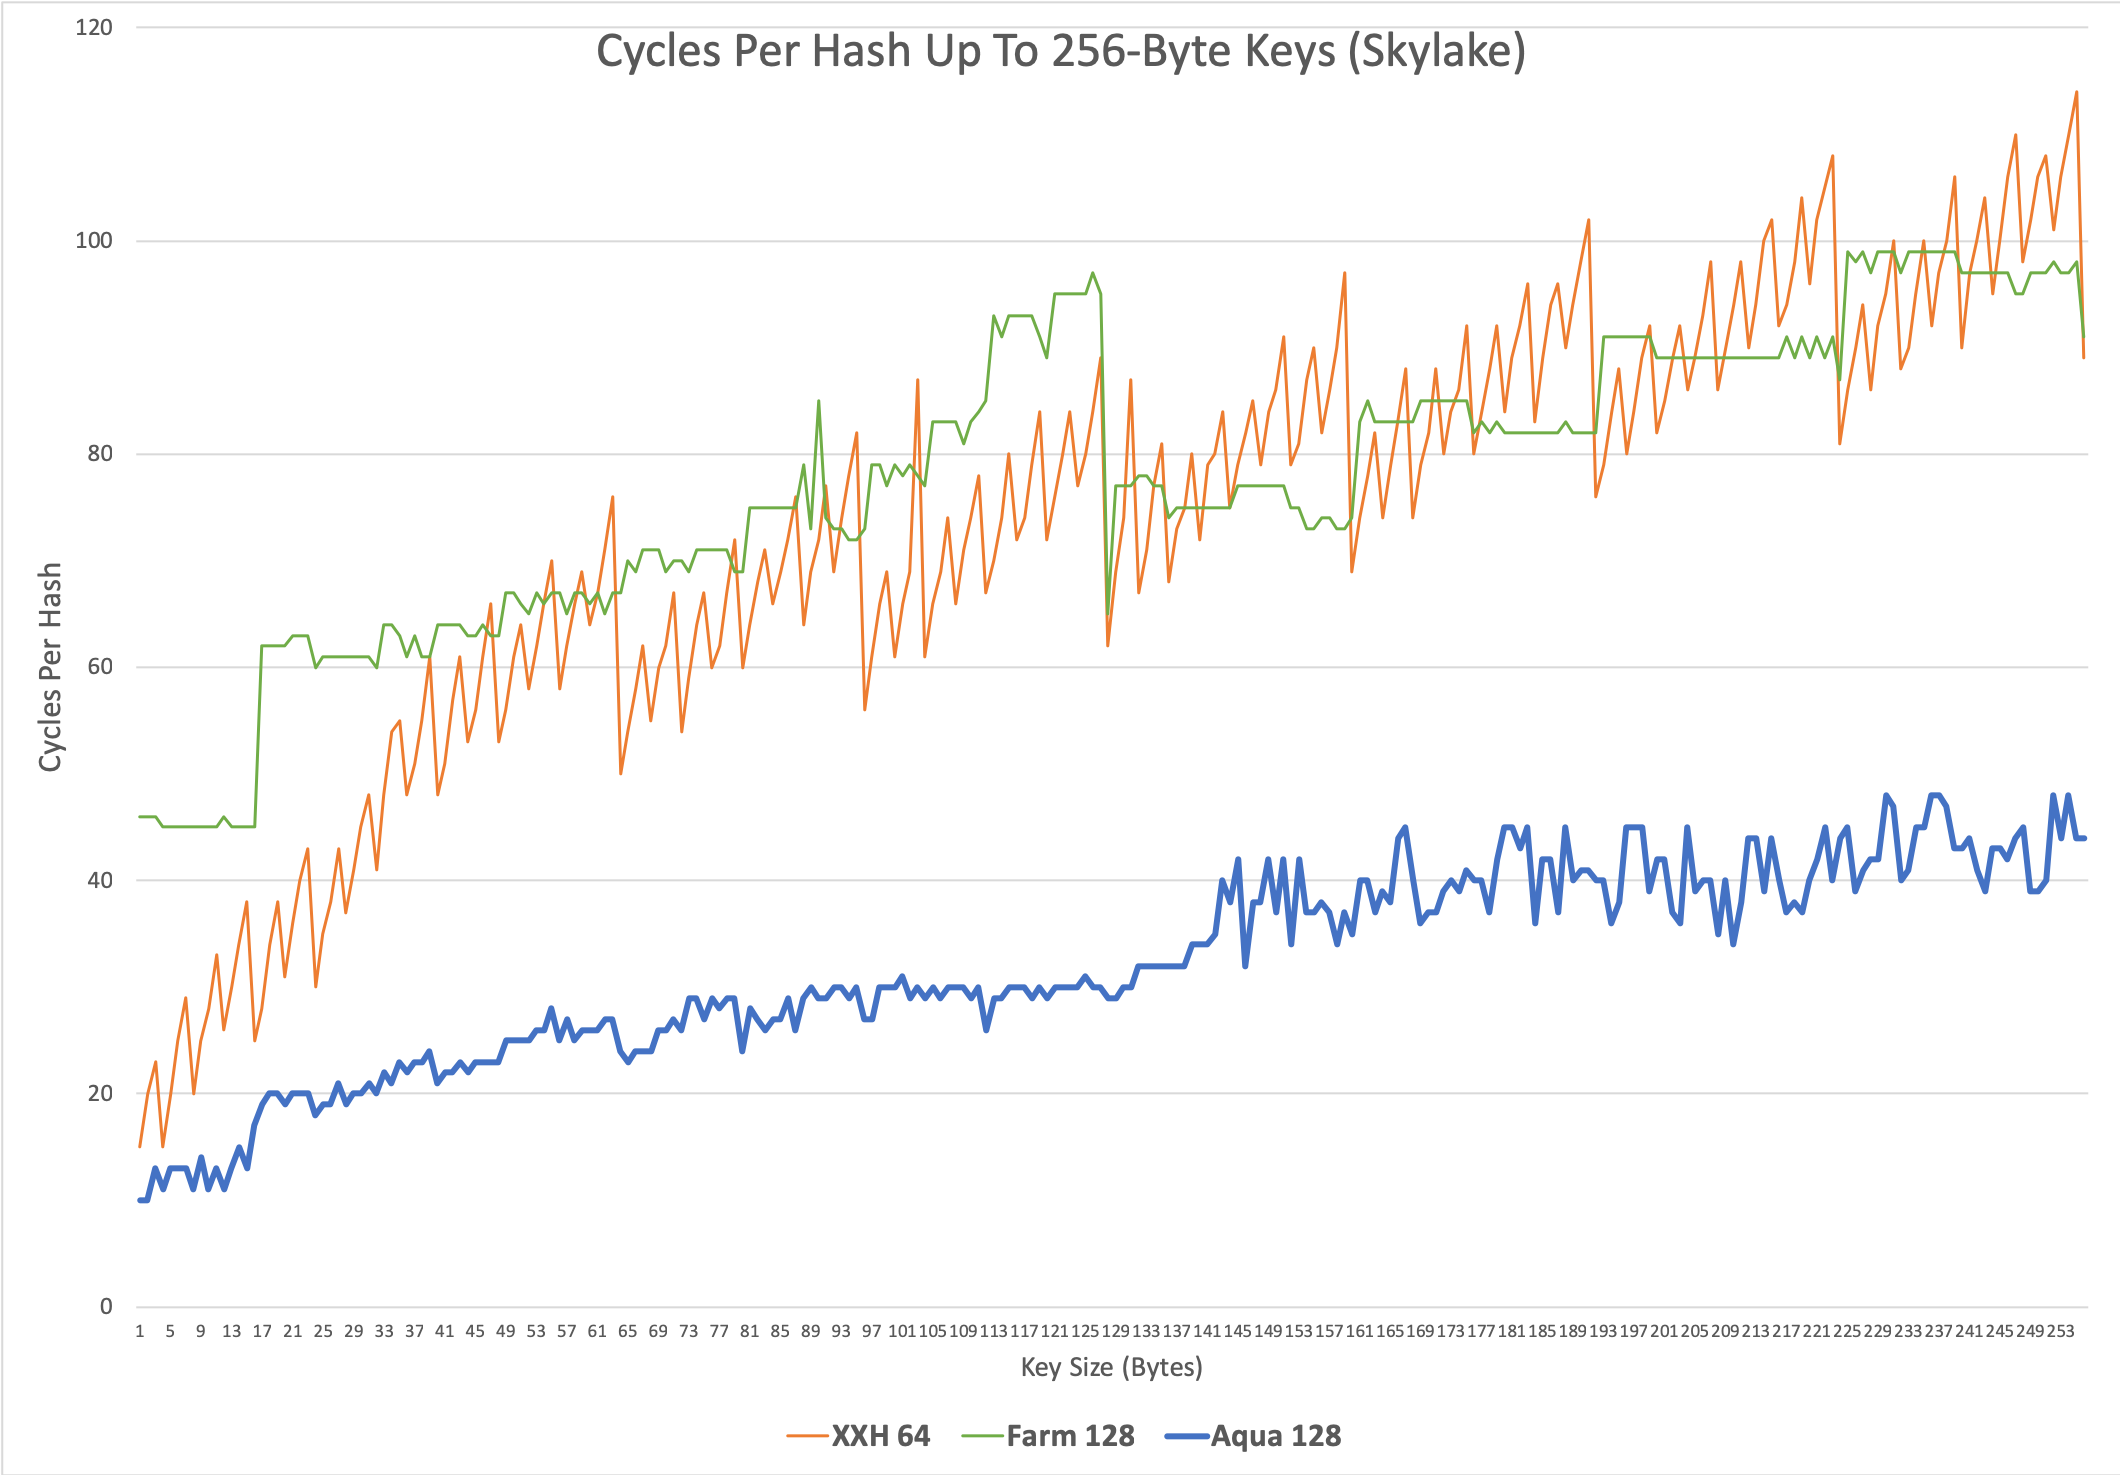 Cycles Per Hash Up To 256-Byte Keys (Skylake)
120
100
80
60
40
20
0
Cycles Per Hash
1 5 9 13 17 21 25 29 33 37 41 45 49 53 57 61 65 69 73 77 81 85 89 93 97 101 105 109 113 117 121 125 129 133 137 141 145 149 153 157 161 165 169 173 177 181 185 189 193 197 201 205 209 213 217 221 225 229 233 237 241 245 249 253
Key Size (Bytes)
XXH 64 Farm 128 Aqua 128